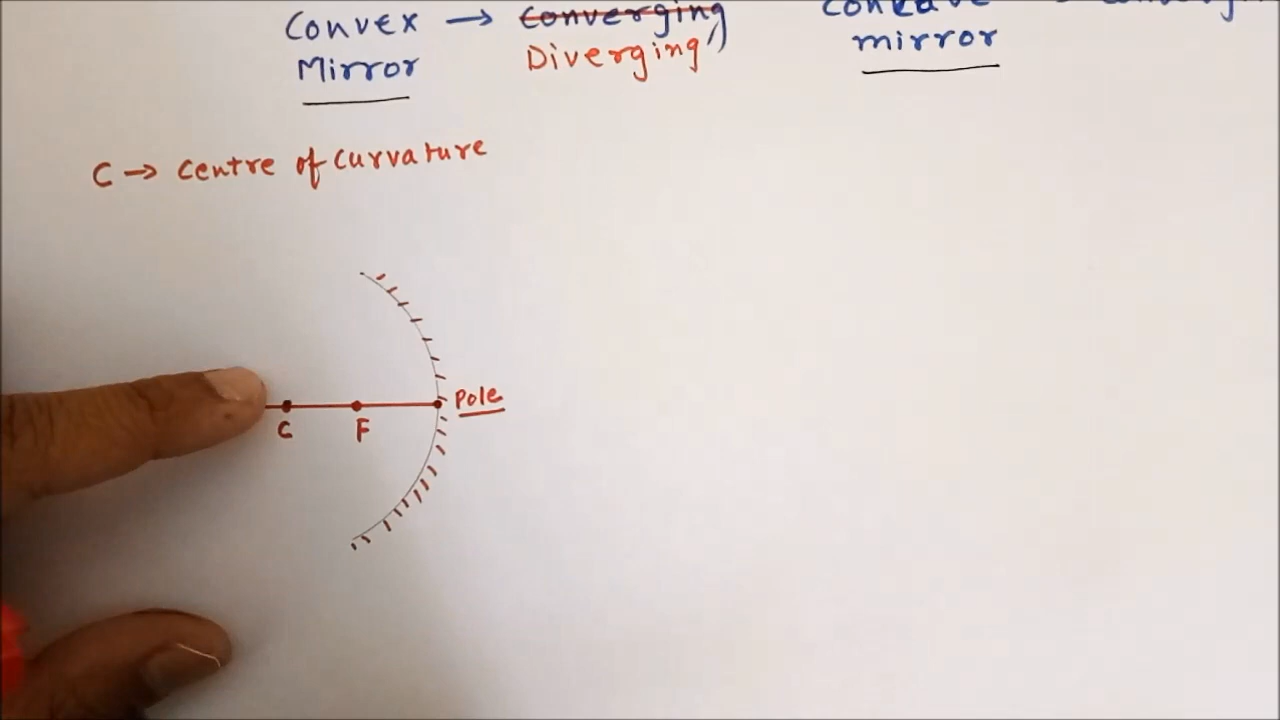 Convex → Converging
Mirror
Diverging
mirror
C → Centre of Curvature
Pole
C
F